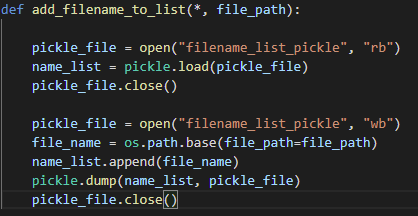 def add_filename_to_list(*, file_path):
pickle_file = open("filename_list_pickle", "rb")
name_list = pickle.load(pickle_file)
pickle_file.close()
pickle_file = open("filename_list_pickle", "wb")
file_name = os.path.base(file_path=file_path)
name_list.append(file_name)
pickle.dump(name_list, pickle_file)
pickle_file.close()